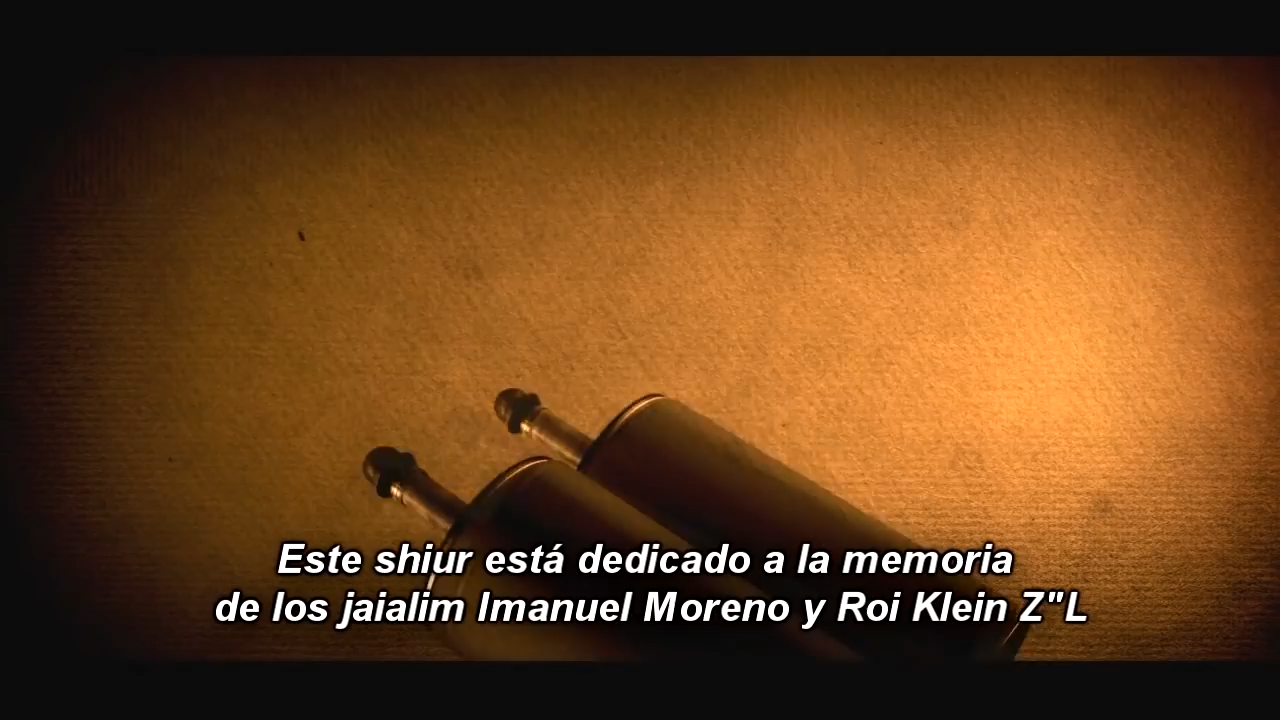 Este shiur está dedicado a la memoria
de los jaialim Imanuel Moreno y Roi Klein Z"L